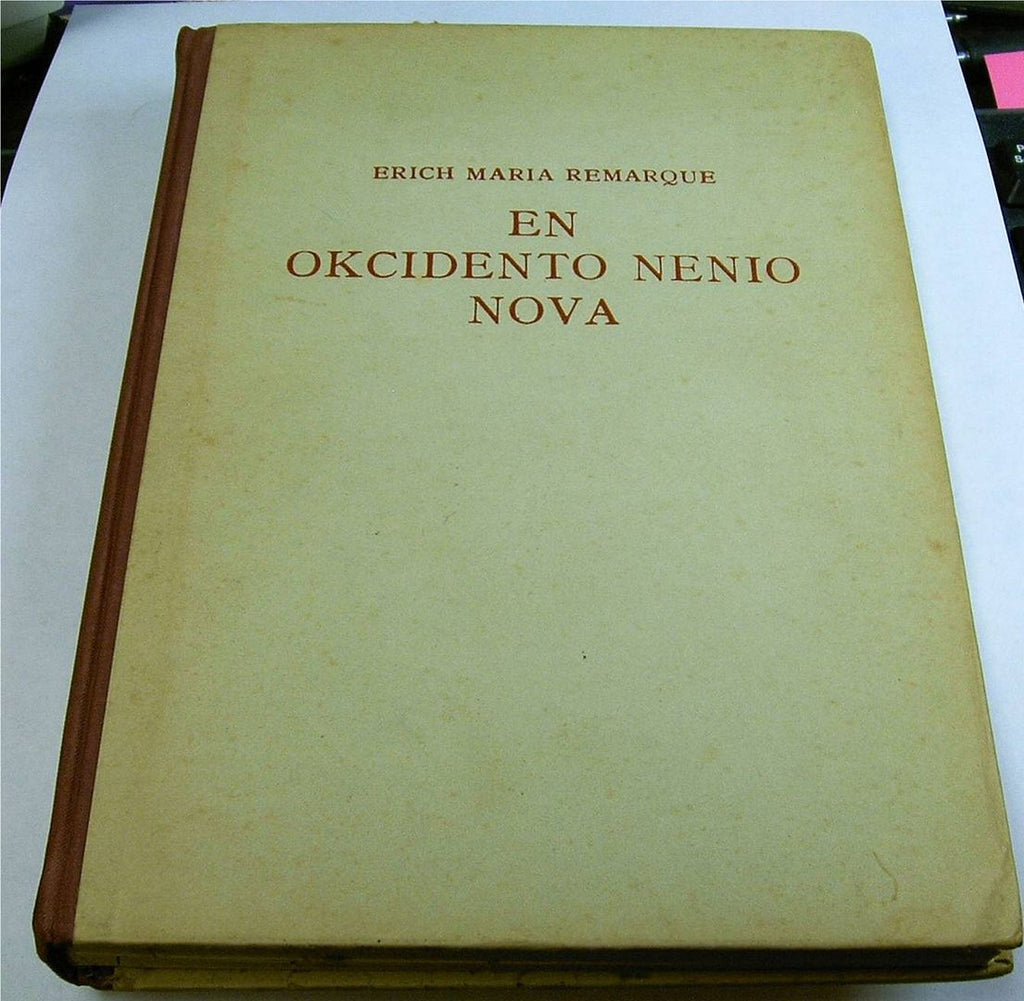 ERICH MARIA REMARQUE
EN
OKCIDENTO NENIO
NOVA